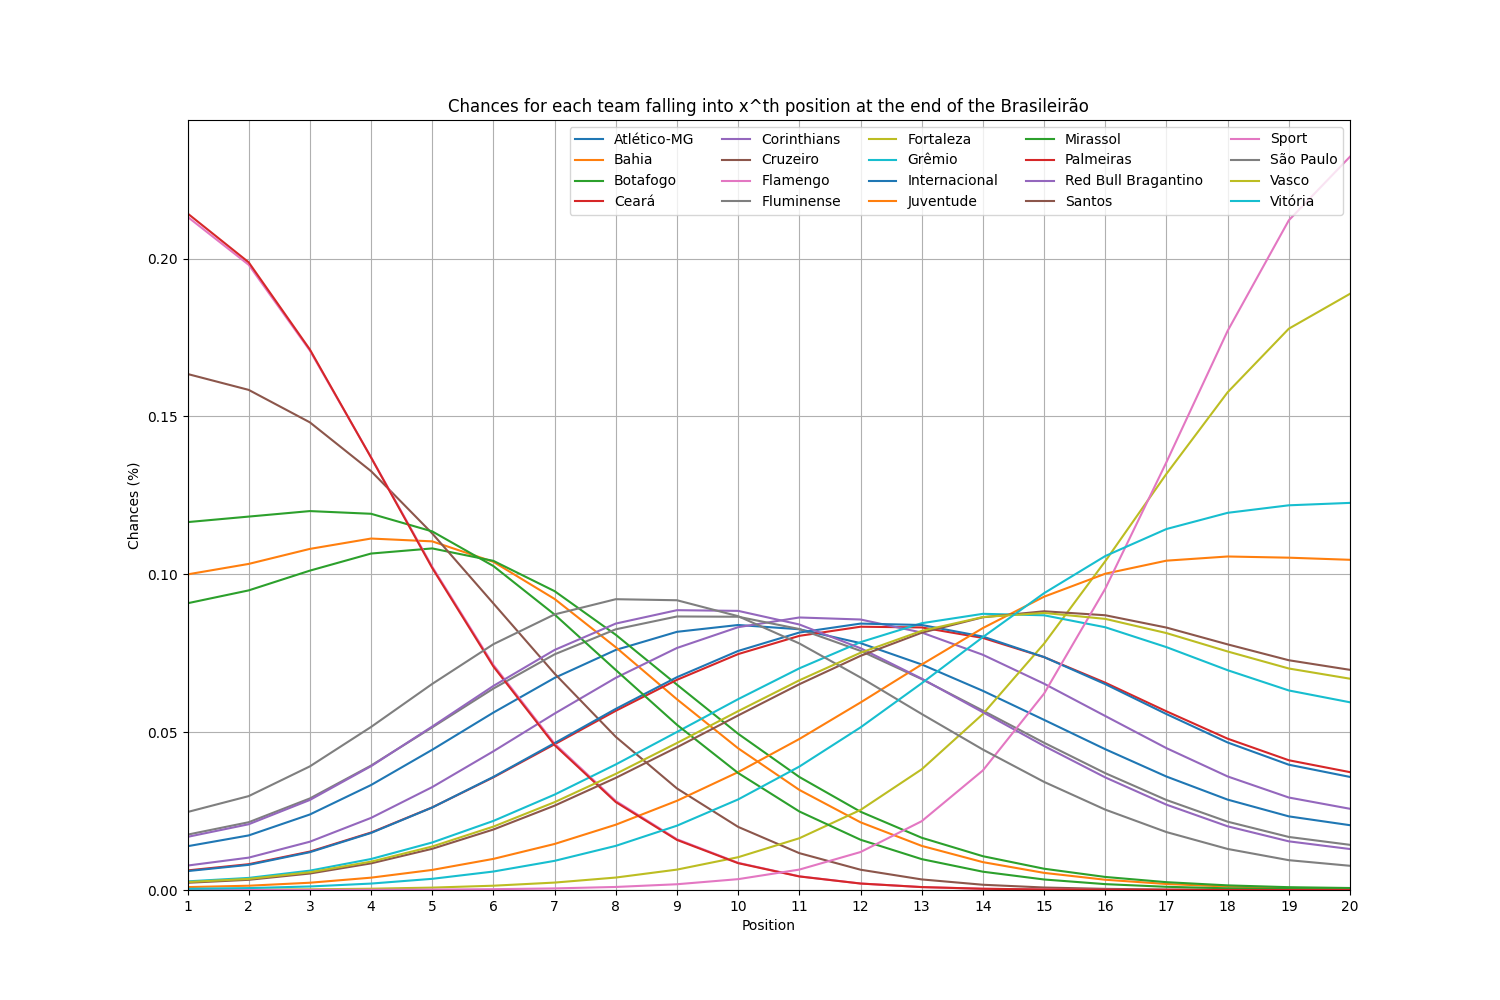 Chances for each team falling into x^th position at the end of the Brasileirão
Atlético-MG Corinthians Fortaleza Mirassol Sport
Bahia Cruzeiro Grêmio Palmeiras São Paulo
Botafogo Flamengo Internacional Red Bull Bragantino Vasco
Ceará Fluminense Juventude Santos Vitória
0.20
0.15
0.10
0.05
0.00
Chances (%)
1 2 3 4 5 6 7 8 9 10 11 12 13 14 15 16 17 18 19 20
Position